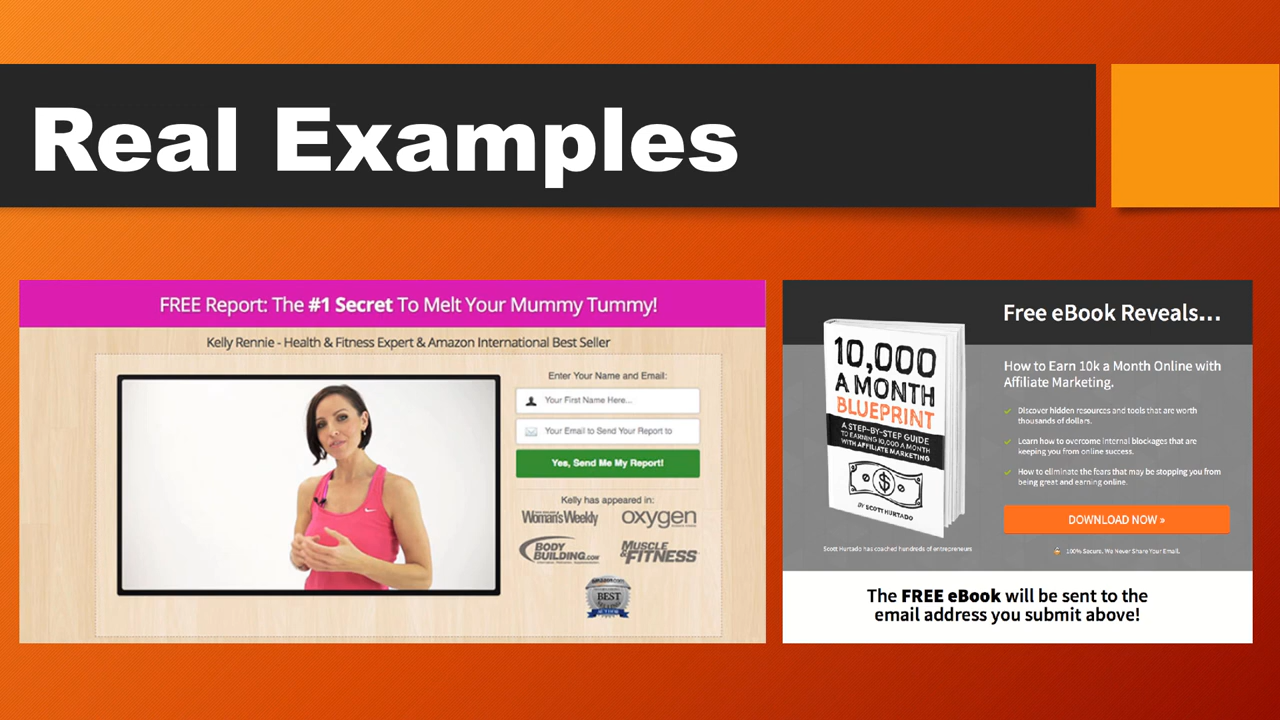 Real Examples
FREE Report: The #1 Secret To Melt Your Mummy Tummy!
Kelly Rennie - Health & Fitness Expert & Amazon International Best Seller
Enter Your Name and Email:
Your First Name Here...
Your Email to Send Your Report to
Yes, Send Me My Report!
Kelly has appeared in:
Woman's Weekly
oxygen
BODY
BUILDING.COM
MUSCLE
& FITNESS
amazon.com
BEST
AUTHOR
Free eBook Reveals...
10,000
A MONTH
BLUEPRINT
A STEP-BY-STEP GUIDE
TO EARNING 10,000 A MONTH
WITH AFFILIATE MARKETING
BY SCOTT HURTADO
Scott Hurtado has coached hundreds of entrepreneurs
How to Earn 10k a Month Online with
Affiliate Marketing.
Discover hidden resources and tools that are worth
thousands of dollars.
Learn how to overcome internal blockages that are
keeping you from online success.
How to eliminate the fears that may be stopping you from
being great and earning online.
DOWNLOAD NOW »
100% Secure. We Never Share Your Email.
The FREE eBook will be sent to the
email address you submit above!